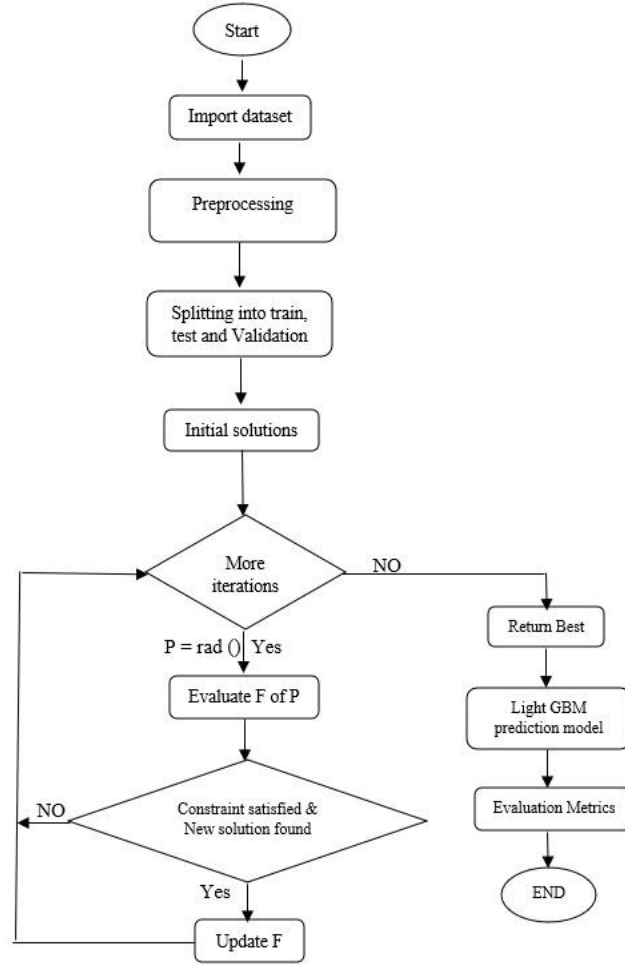 Start
Import dataset
Preprocessing
Splitting into train,
test and Validation
Initial solutions
More
iterations
NO
P = rad () Yes
Return Best
Evaluate F of P
Light GBM
prediction model
NO
Constraint satisfied &
New solution found
Evaluation Metrics
Yes
END
Update F